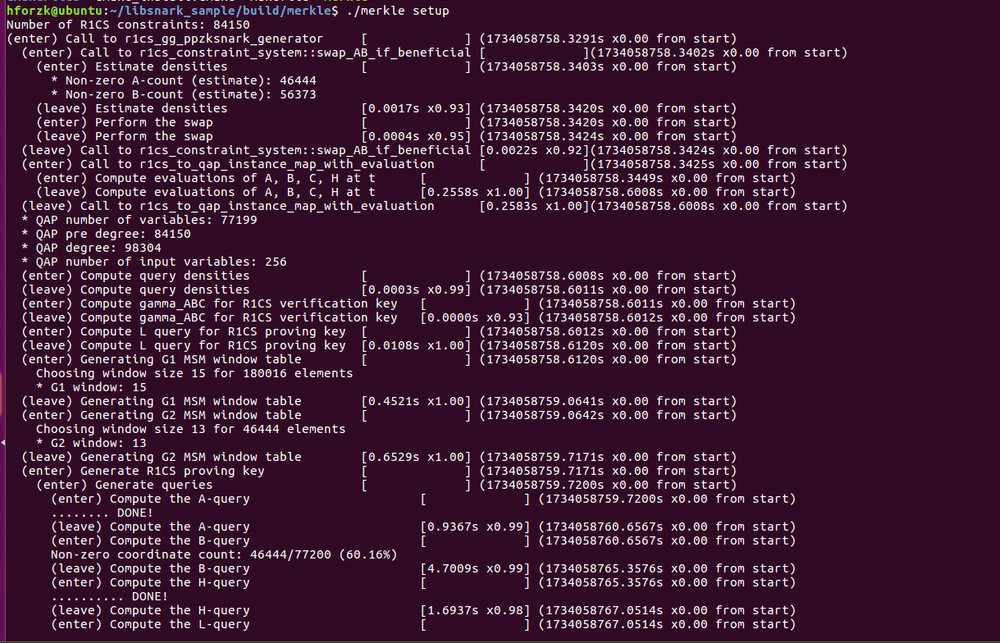 hforzk@ubuntu:~/libsnark_sample/build/merkle$ ./merkle setup
Number of R1CS constraints: 84150
(enter) Call to r1cs_gg_ppzksnark_generator     [             ] (1734058758.3291s x0.00 from start)
  (enter) Call to r1cs_constraint_system::swap_AB_if_beneficial [             ](1734058758.3402s x0.00 from start)
    (enter) Estimate densities                  [             ] (1734058758.3403s x0.00 from start)
      * Non-zero A-count (estimate): 46444
      * Non-zero B-count (estimate): 56373
    (leave) Estimate densities                  [0.0017s x0.93] (1734058758.3420s x0.00 from start)
    (enter) Perform the swap                    [             ] (1734058758.3420s x0.00 from start)
    (leave) Perform the swap                    [0.0004s x0.95] (1734058758.3424s x0.00 from start)
  (leave) Call to r1cs_constraint_system::swap_AB_if_beneficial [0.0022s x0.92](1734058758.3424s x0.00 from start)
  (enter) Call to r1cs_to_qap_instance_map_with_evaluation      [             ](1734058758.3425s x0.00 from start)
    (enter) Compute evaluations of A, B, C, H at t      [             ] (1734058758.3449s x0.00 from start)
    (leave) Compute evaluations of A, B, C, H at t      [0.2558s x1.00] (1734058758.6008s x0.00 from start)
  (leave) Call to r1cs_to_qap_instance_map_with_evaluation      [0.2583s x1.00](1734058758.6008s x0.00 from start)
  * QAP number of variables: 77199
  * QAP pre degree: 84150
  * QAP degree: 98304
  * QAP number of input variables: 256
  (enter) Compute query densities               [             ] (1734058758.6008s x0.00 from start)
  (leave) Compute query densities               [0.0003s x0.99] (1734058758.6011s x0.00 from start)
  (enter) Compute gamma_ABC for R1CS verification key   [             ] (1734058758.6011s x0.00 from start)
  (leave) Compute gamma_ABC for R1CS verification key   [0.0000s x0.93] (1734058758.6012s x0.00 from start)
  (enter) Compute L query for R1CS proving key  [             ] (1734058758.6012s x0.00 from start)
  (leave) Compute L query for R1CS proving key  [0.0108s x1.00] (1734058758.6120s x0.00 from start)
  (enter) Generating G1 MSM window table        [             ] (1734058758.6120s x0.00 from start)
    Choosing window size 15 for 180016 elements
    * G1 window: 15
  (leave) Generating G1 MSM window table        [0.4521s x1.00] (1734058759.0641s x0.00 from start)
  (enter) Generating G2 MSM window table        [             ] (1734058759.0642s x0.00 from start)
    Choosing window size 13 for 46444 elements
    * G2 window: 13
  (leave) Generating G2 MSM window table        [0.6529s x1.00] (1734058759.7171s x0.00 from start)
  (enter) Generate R1CS proving key             [             ] (1734058759.7171s x0.00 from start)
    (enter) Generate queries                    [             ] (1734058759.7200s x0.00 from start)
      (enter) Compute the A-query                       [             ] (1734058759.7200s x0.00 from start)
      ........ DONE!
      (leave) Compute the A-query                       [0.9367s x0.99] (1734058760.6567s x0.00 from start)
      (enter) Compute the B-query                       [             ] (1734058760.6567s x0.00 from start)
      Non-zero coordinate count: 46444/77200 (60.16%)
      (leave) Compute the B-query                       [4.7009s x0.99] (1734058765.3576s x0.00 from start)
      (enter) Compute the H-query                       [             ] (1734058765.3576s x0.00 from start)
      .......... DONE!
      (leave) Compute the H-query                       [1.6937s x0.98] (1734058767.0514s x0.00 from start)
      (enter) Compute the L-query                       [             ] (1734058767.0514s x0.00 from start)